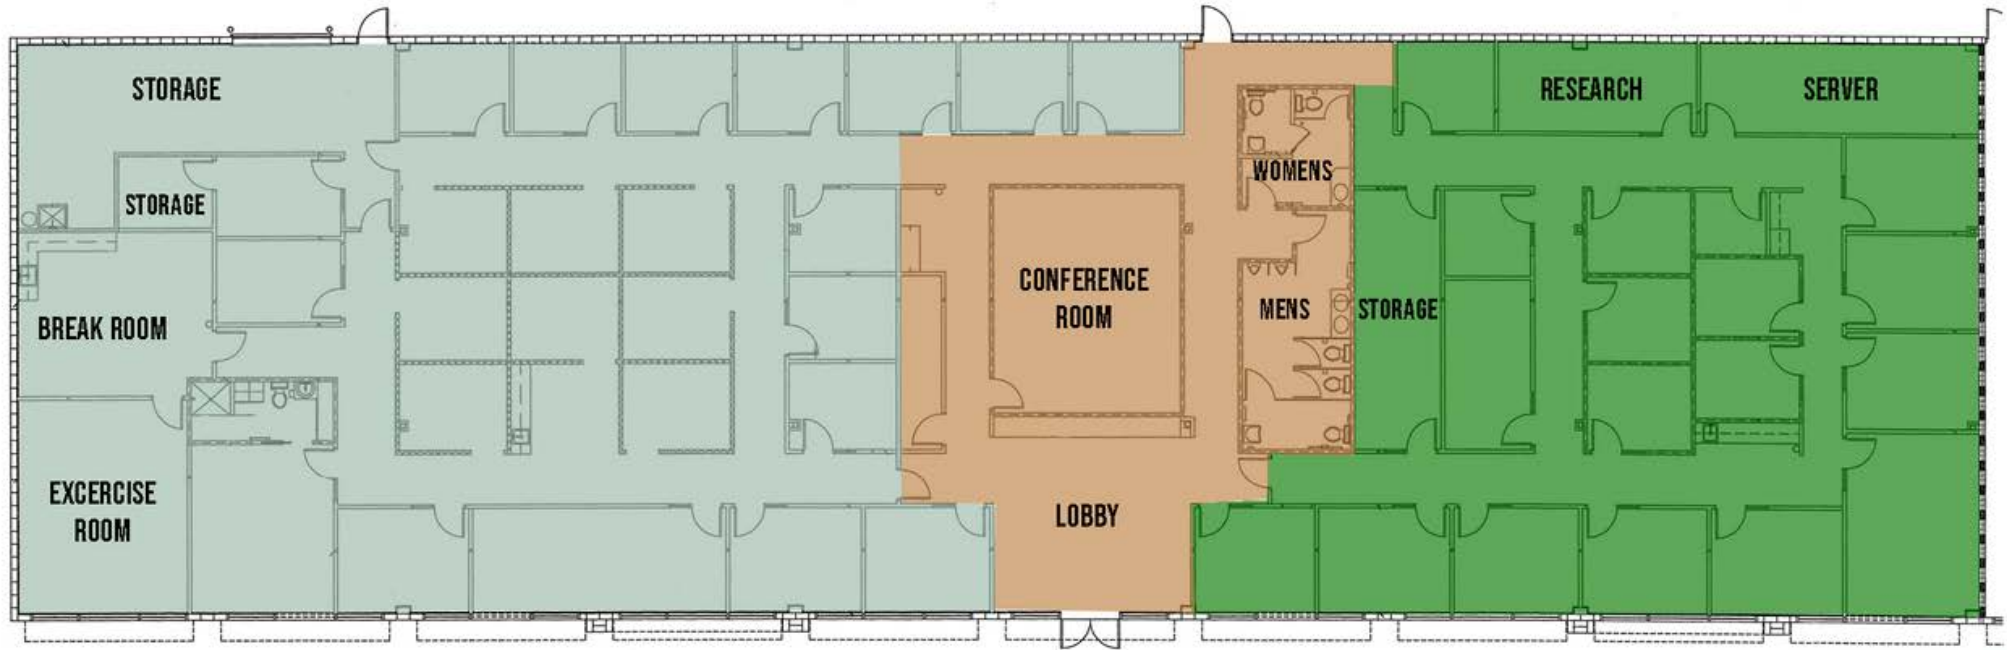 STORAGE
RESEARCH
SERVER
WOMENS
STORAGE
CONFERENCE
ROOM
MENS
STORAGE
BREAK ROOM
EXCERCISE
ROOM
LOBBY